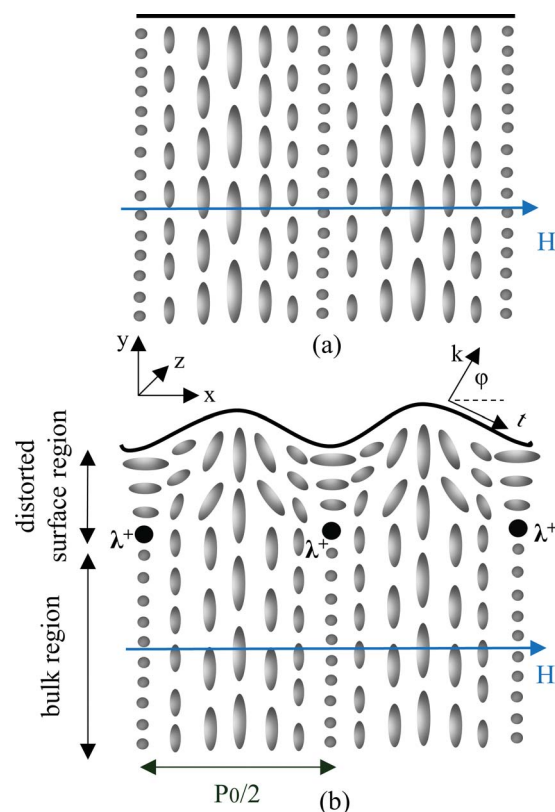 H
(a)
y
z
x
k
φ
t
distorted
surface region
λ+
λ+
λ+
bulk region
H
P0/2
(b)